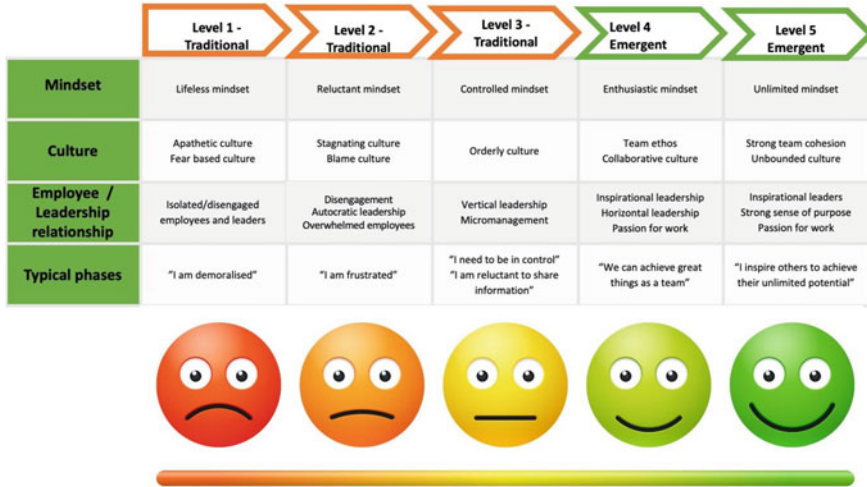 Level 1 -
Traditional
Level 2 -
Traditional
Level 3 -
Traditional
Level 4
Emergent
Level 5
Emergent
Mindset
Lifeless mindset
Reluctant mindset
Controlled mindset
Enthusiastic mindset
Unlimited mindset
Culture
Apathetic culture
Fear based culture
Stagnating culture
Blame culture
Orderly culture
Team ethos
Collaborative culture
Strong team cohesion
Unbounded culture
Employee /
Leadership
relationship
Isolated/disengaged
employees and leaders
Disengagement
Autocratic leadership
Overwhelmed employees
Vertical leadership
Micromanagement
Inspirational leadership
Horizontal leadership
Passion for work
Inspirational leaders
Strong sense of purpose
Passion for work
Typical phases
“I am demoralised”
“I am frustrated”
“I need to be in control”
“I am reluctant to share
information”
“We can achieve great
things as a team”
“I inspire others to achieve
their unlimited potential”